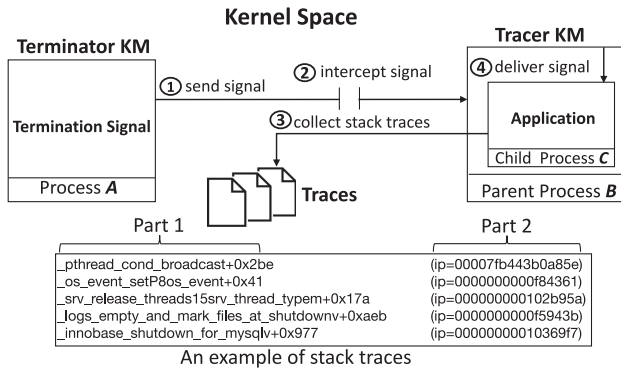 Kernel Space
Terminator KM
Tracer KM
① send signal
② intercept signal
④ deliver signal
Termination Signal
③ collect stack traces
Application
Child Process C
Process A
Traces
Parent Process B
Part 1
Part 2
_pthread_cond_broadcast+0x2be (ip=00007fb443b0a85e)
_os_event_setP8os_event+0x41 (ip=0000000000f84361)
_srv_release_threads15srv_thread_typem+0x17a (ip=000000000102b95a)
_logs_empty_and_mark_files_at_shutdownv+0xaeb (ip=0000000000f5943b)
_innobase_shutdown_for_mysqlv+0x977 (ip=00000000010369f7)
An example of stack traces